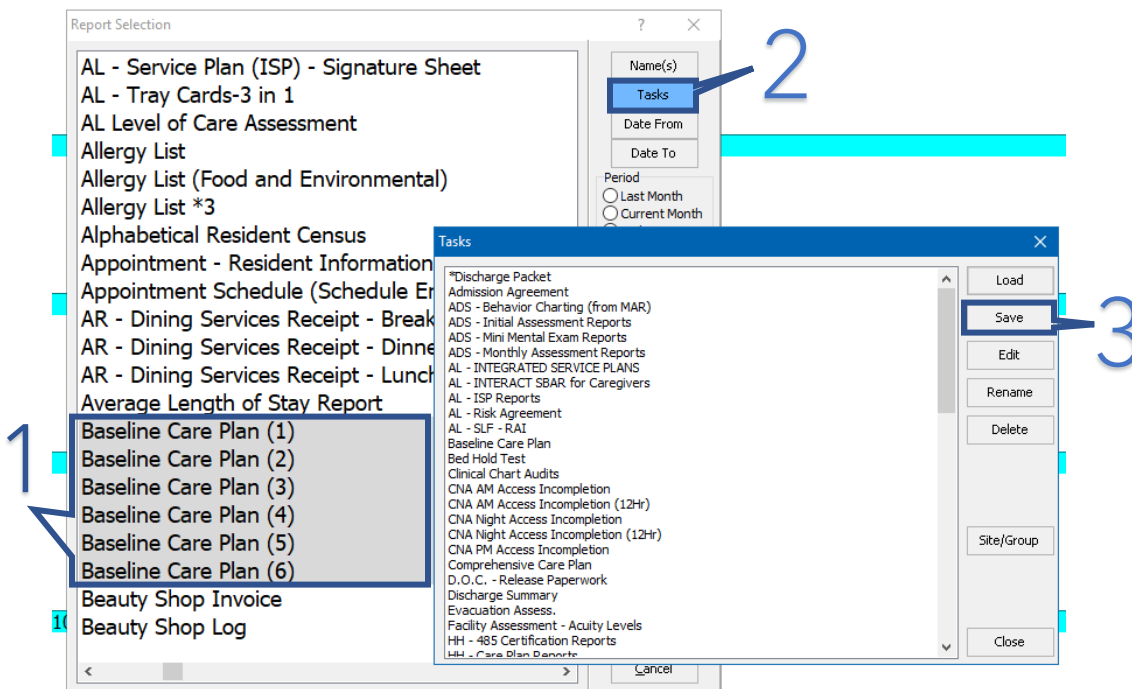 Report Selection
?
AL - Service Plan (ISP) - Signature Sheet
AL - Tray Cards-3 in 1
AL Level of Care Assessment
Allergy List
Allergy List (Food and Environmental)
Allergy List *3
Alphabetical Resident Census
Appointment - Resident Information
Appointment Schedule (Schedule
AR - Dining Services Receipt -
AR - Dining Services Receipt -
AR - Dining Services Receipt -
Average Length of Stay Report
Baseline Care Plan (1)
Baseline Care Plan (2)
Baseline Care Plan (3)
Baseline Care Plan (4)
Baseline Care Plan (5)
Baseline Care Plan (6)
Beauty Shop Invoice
Beauty Shop Log
1
Name(s)
Tasks
Date From
Date To
Period
Last Month
Current Month
Cancel
2
Tasks
*Discharge Packet
Admission Agreement
ADS - Behavior Charting (from MAR)
ADS - Initial Assessment Reports
ADS - Mini Mental Exam Reports
ADS - Monthly Assessment Reports
AL - INTEGRATED SERVICE PLANS
AL - INTERACT SBAR for Caregivers
AL - ISP Reports
AL - Risk Agreement
AL - SLF - RAI
Baseline Care Plan
Bed Hold Test
Clinical Chart Audits
CNA AM Access Incompletion
CNA AM Access Incompletion (12Hr)
CNA Night Access Incompletion
CNA Night Access Incompletion (12Hr)
CNA PM Access Incompletion
Comprehensive Care Plan
D.O.C. - Release Paperwork
Discharge Summary
Evacuation Assess.
Facility Assessment - Acuity Levels
HH - 485 Certification Reports
HH - Care Plan Reports
Load
Save
Edit
Rename
Delete
Site/Group
Close
3